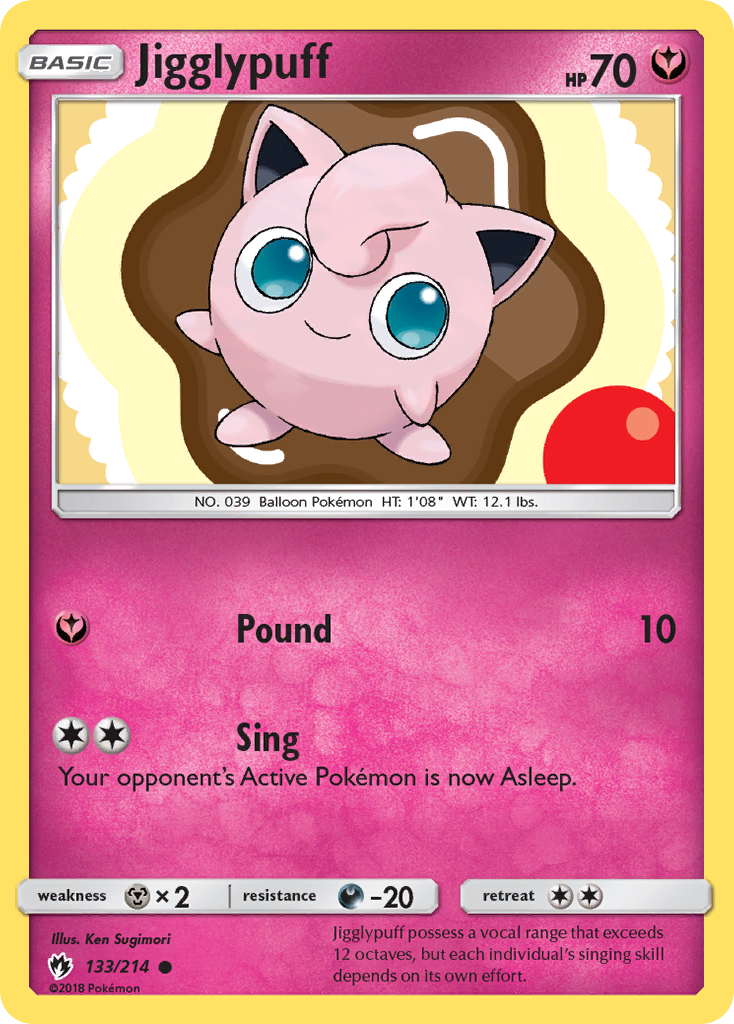 BASIC
Jigglypuff
HP70
NO. 039 Balloon Pokémon HT: 1'08" WT: 12.1 lbs.
Pound 10
Sing
Your opponent's Active Pokémon is now Asleep.
weakness ×2 resistance -20 retreat
Illus. Ken Sugimori
133/214
©2018 Pokémon
Jigglypuff possess a vocal range that exceeds
12 octaves, but each individual's singing skill
depends on its own effort.